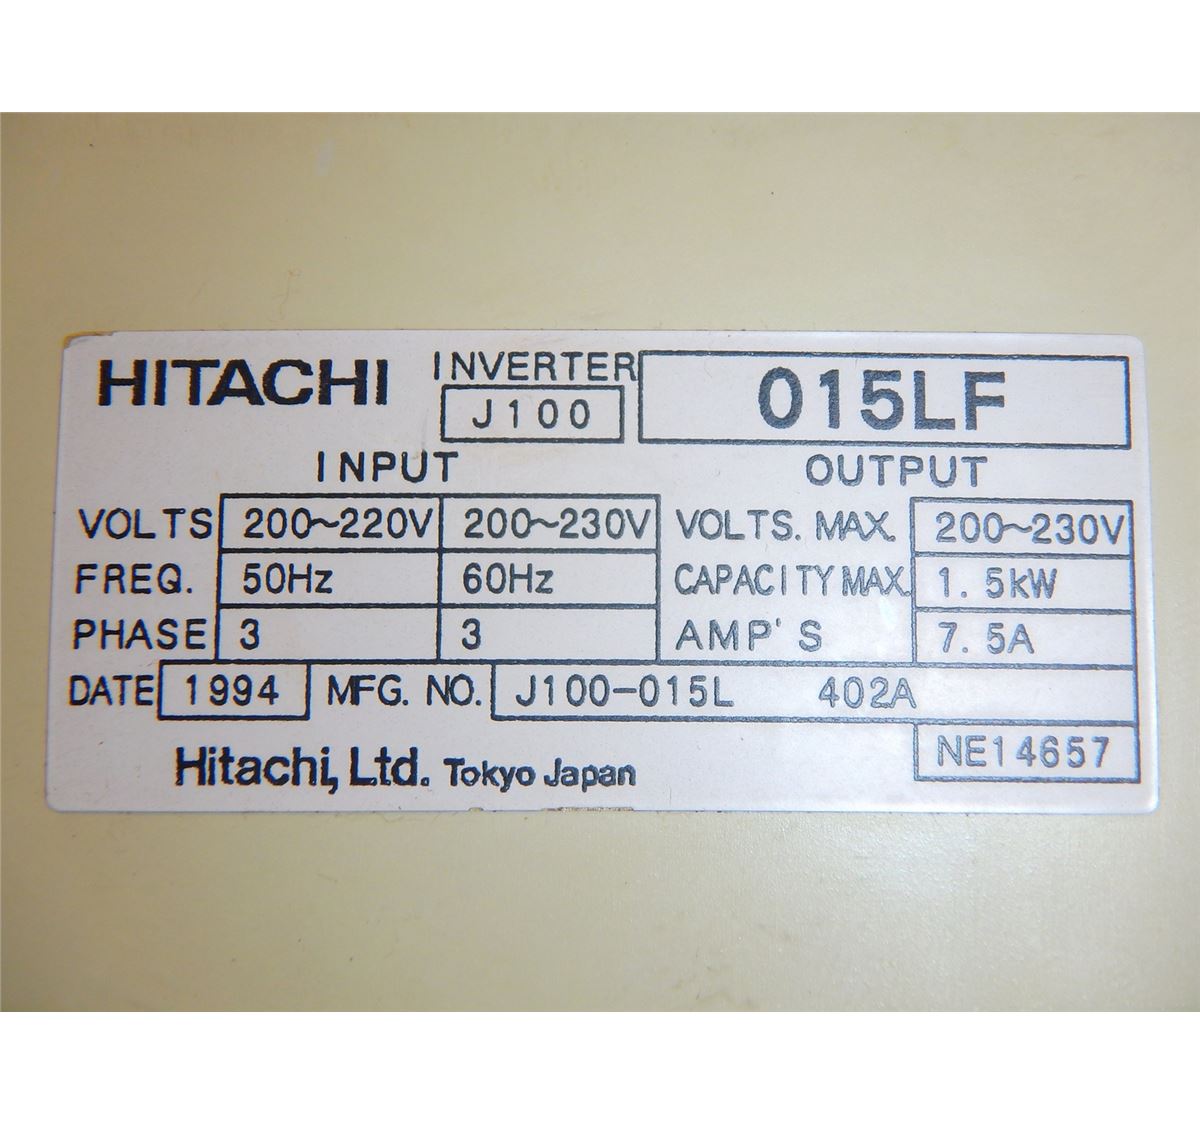 HITACHI INVERTER J100 015LF
INPUT OUTPUT
VOLTS 200~220V 200~230V VOLTS. MAX. 200~230V
FREQ. 50Hz 60Hz CAPACITY MAX. 1.5kW
PHASE 3 3 AMP'S 7.5A
DATE 1994 MFG. NO. J100-015L 402A
NE14657
Hitachi, Ltd. Tokyo Japan